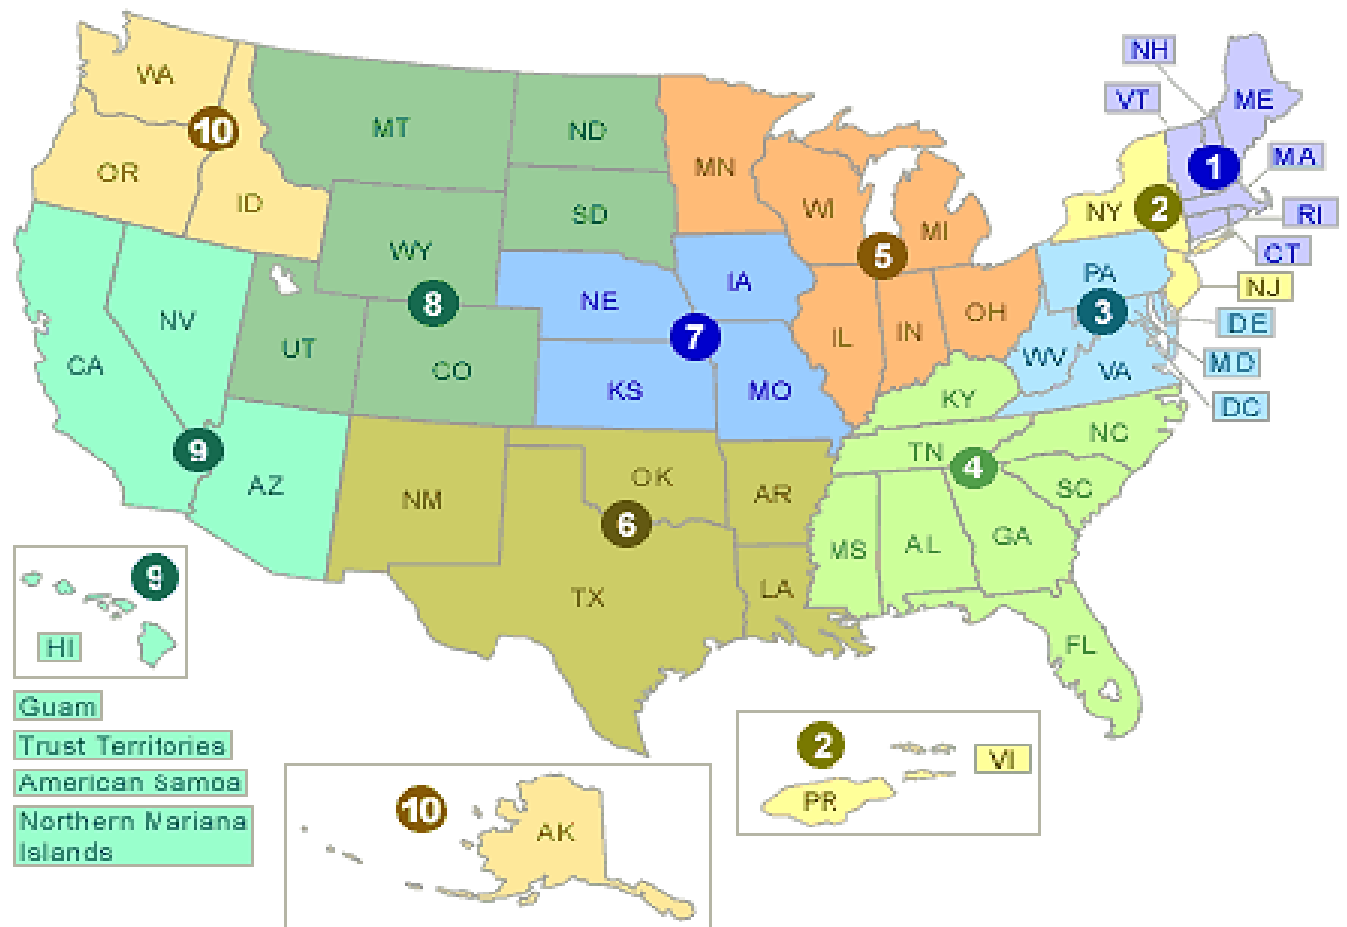 NH
VT
ME
WA
10
MT
ND
MN
1
MA
OR
ID
SD
WI
MI
NY
2
RI
WY
5
CT
PA
NJ
8
NE
IA
3
DE
NV
7
IL
IN
OH
CA
UT
CO
KS
MO
WV
VA
MD
KY
DC
9
TN
NC
AZ
NM
OK
AR
4
SC
6
MS
AL
GA
9
TX
LA
HI
FL
Guam
Trust Territories
2
VI
American Samoa
PR
10
Northern Mariana
Islands
AK